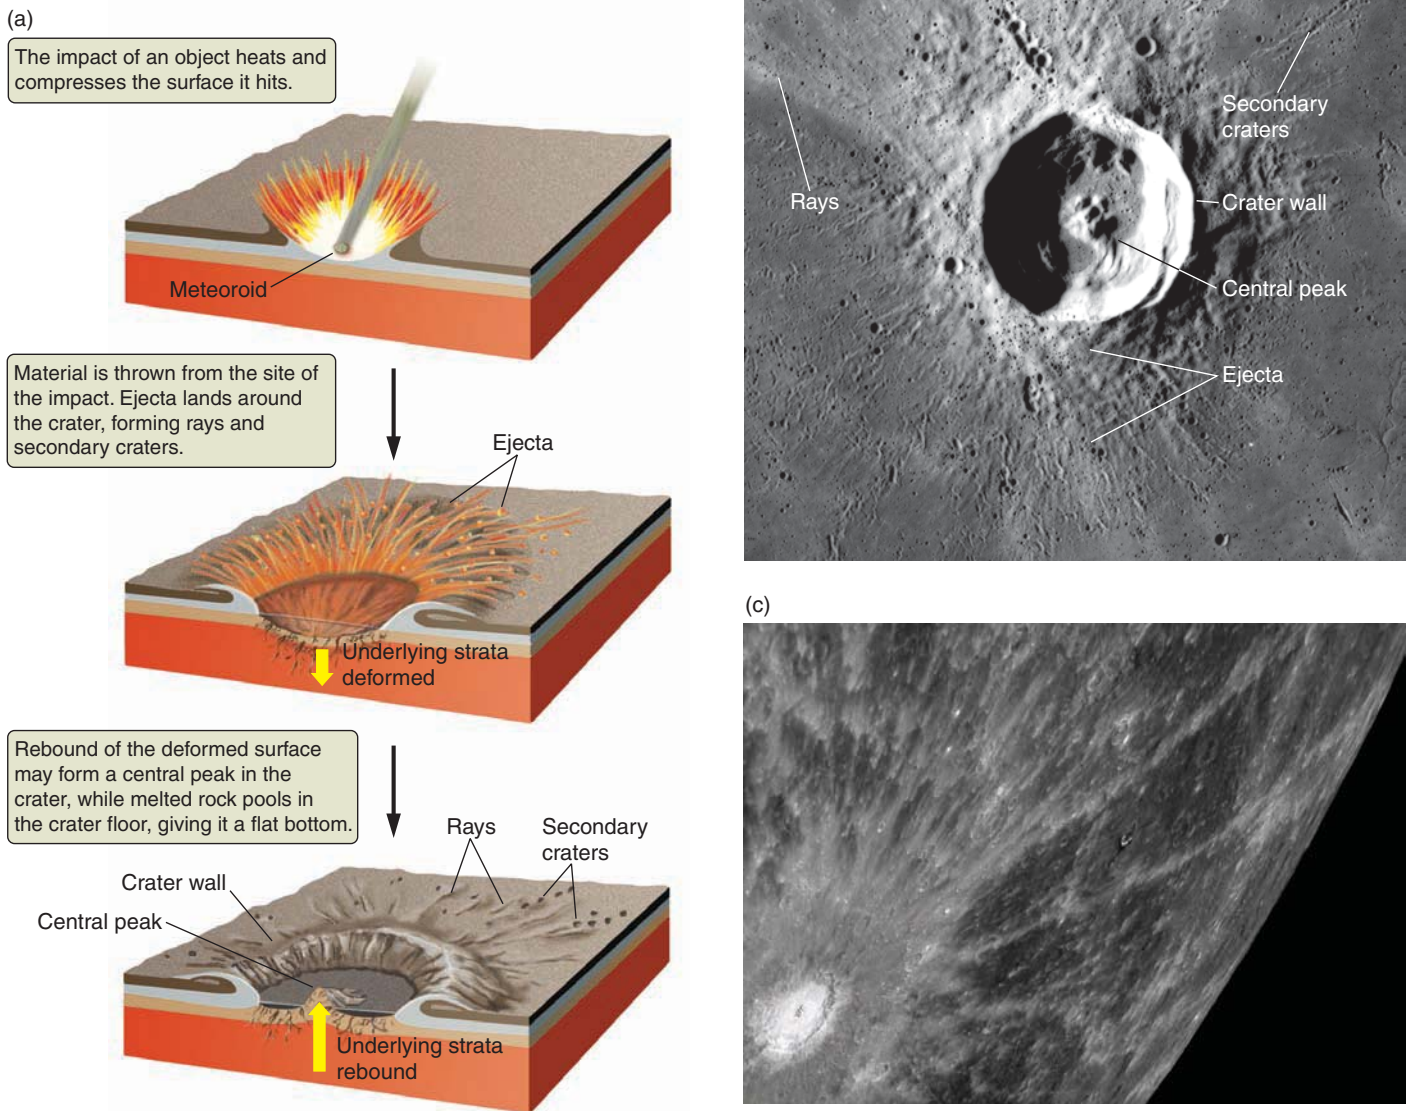 (a)
The impact of an object heats and
compresses the surface it hits.
Meteoroid
Material is thrown from the site of
the impact. Ejecta lands around
the crater, forming rays and
secondary craters.
Ejecta
Underlying strata
deformed
Rebound of the deformed surface
may form a central peak in the
crater, while melted rock pools in
the crater floor, giving it a flat bottom.
Rays
Secondary
craters
Crater wall
Central peak
Underlying strata
rebound
Secondary
craters
Rays
Crater wall
Central peak
Ejecta
(c)